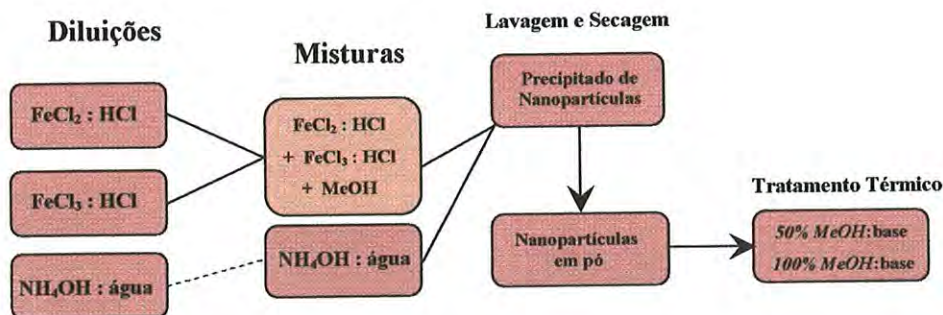 Diluições
FeCl₂ : HCl
FeCl₃ : HCl
NH₄OH : água
Misturas
FeCl₂ : HCl
+ FeCl₃ : HCl
+ MeOH
NH₄OH : água
Lavagem e Secagem
Precipitado de
Nanopartículas
Nanopartículas
em pó
Tratamento Térmico
50% MeOH:base
100% MeOH:base